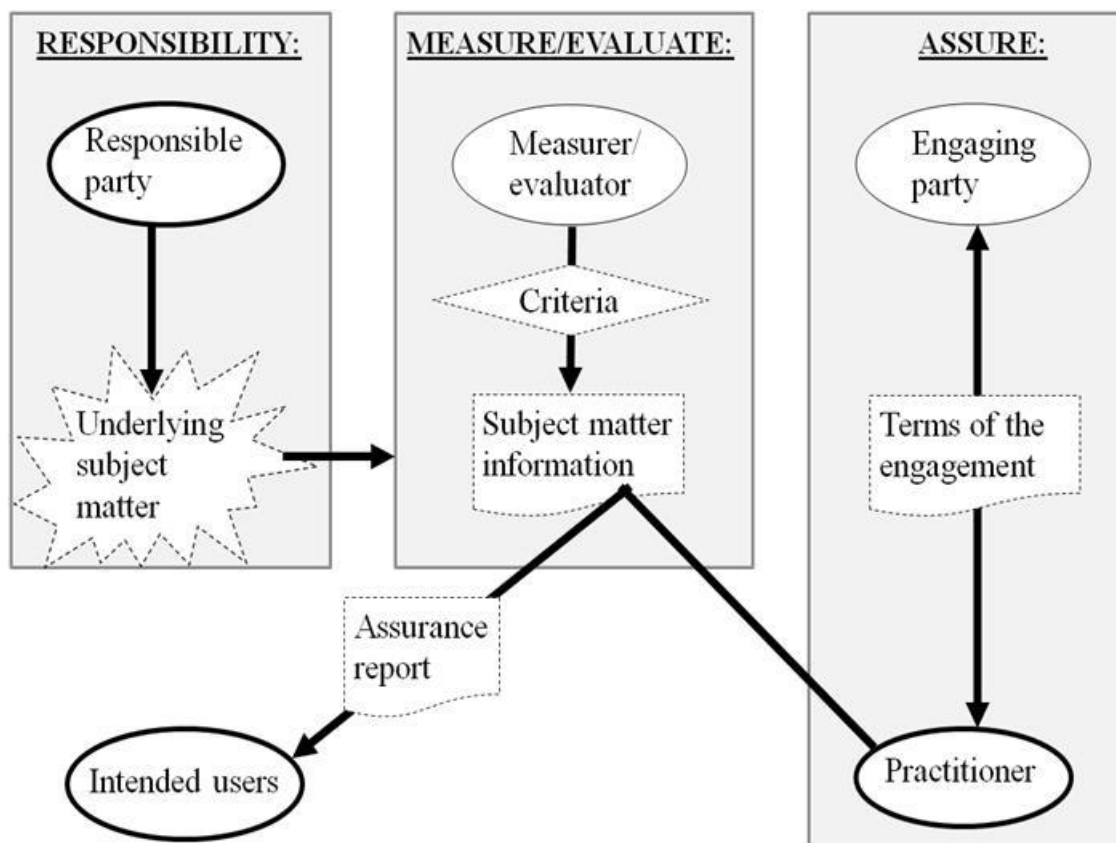 RESPONSIBILITY:
Responsible
party
Underlying
subject
matter
MEASURE/EVALUATE:
Measurer/
evaluator
Criteria
Subject matter
information
ASSURE:
Engaging
party
Terms of the
engagement
Practitioner
Assurance
report
Intended users